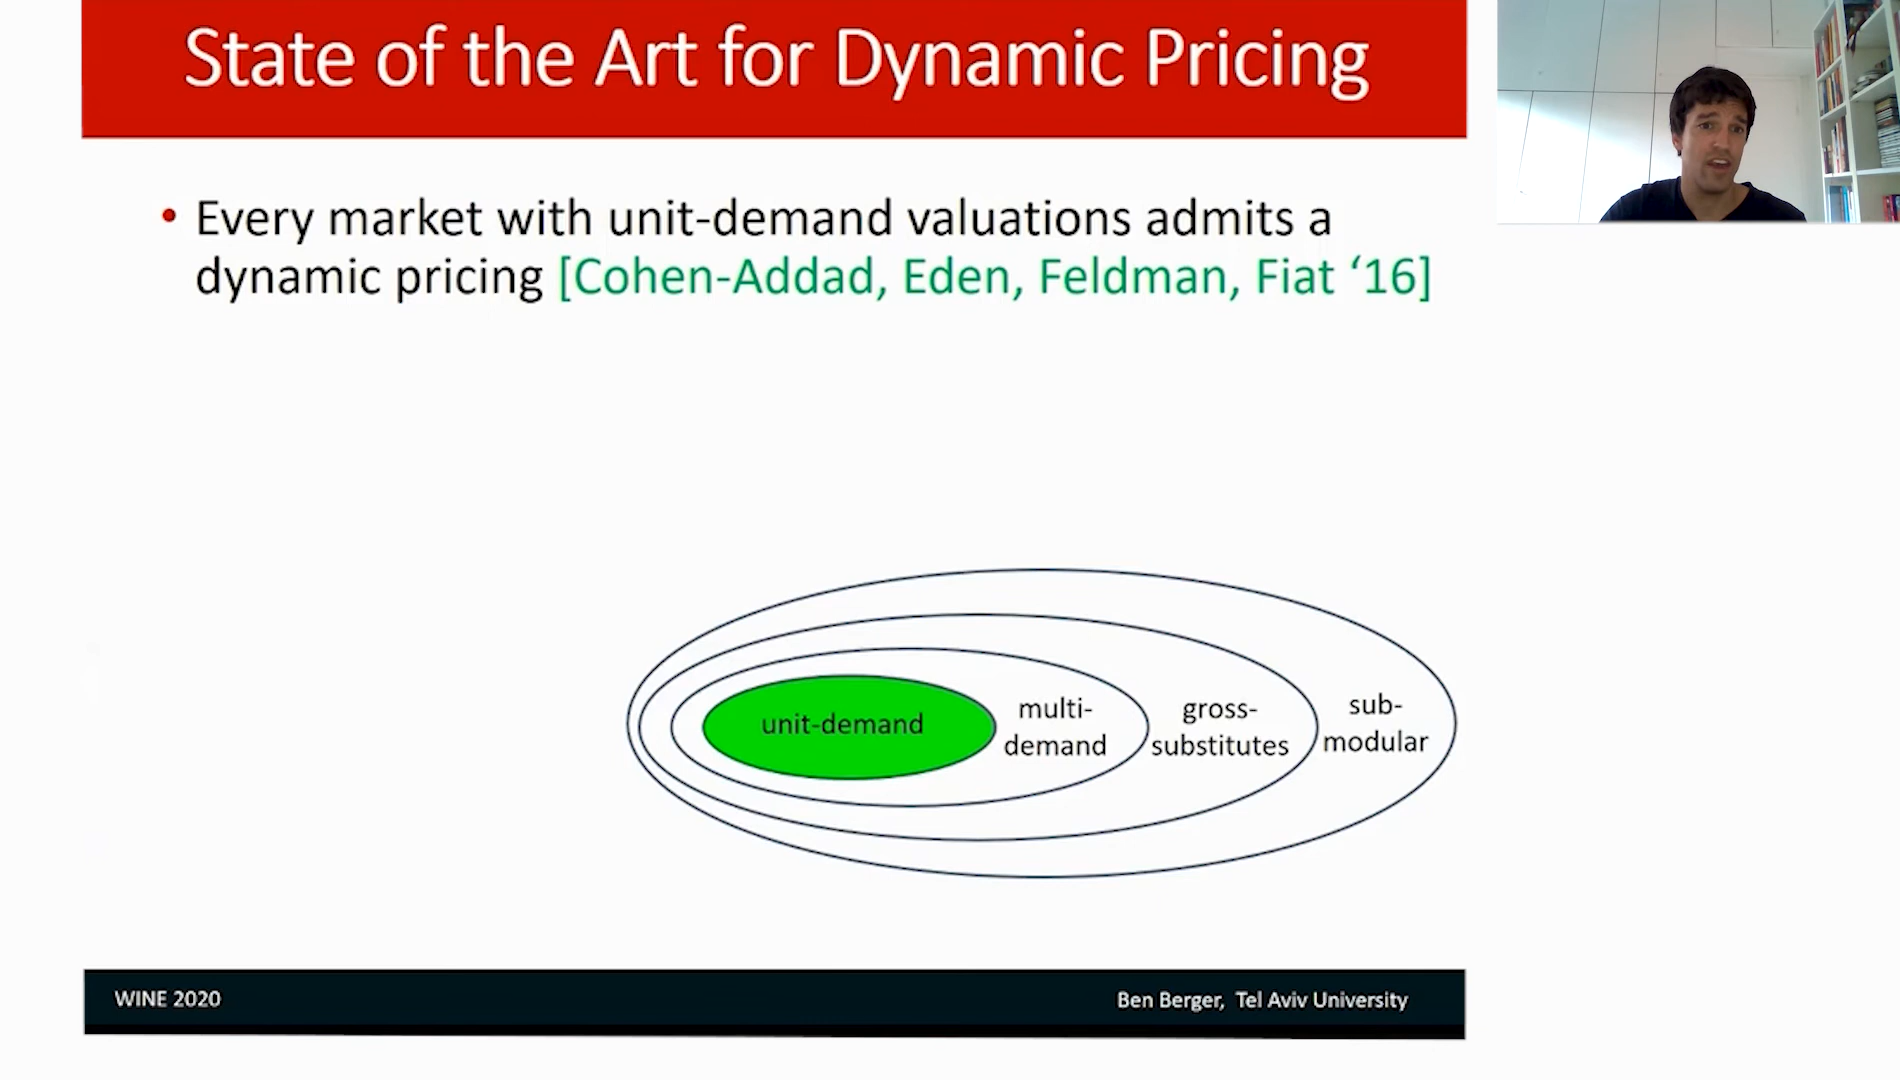 State of the Art for Dynamic Pricing
• Every market with unit-demand valuations admits a
dynamic pricing [Cohen-Addad, Eden, Feldman, Fiat ‘16]
unit-demand
multi-
demand
gross-
substitutes
sub-
modular
WINE 2020
Ben Berger, Tel Aviv University